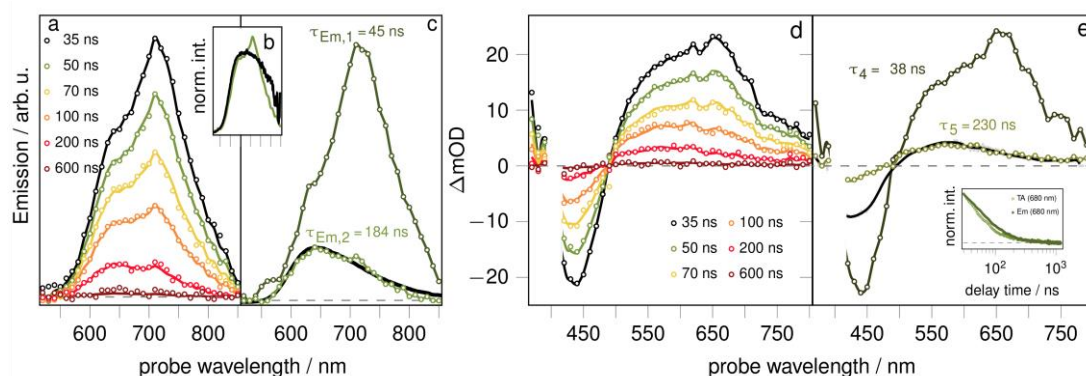 a
35 ns
50 ns
70 ns
100 ns
200 ns
600 ns
Emission / arb. u.
600
700
800
b
norm. int.
c
τEm,1 = 45 ns
τEm,2 = 184 ns
600
700
800
probe wavelength / nm
d
20
10
0
−10
−20
ΔmOD
35 ns
50 ns
70 ns
100 ns
200 ns
600 ns
450
550
650
750
e
τ4 = 38 ns
τ5 = 230 ns
norm. int.
TA (680 nm)
Em (680 nm)
10²
10³
delay time / ns
450
550
650
750
probe wavelength / nm